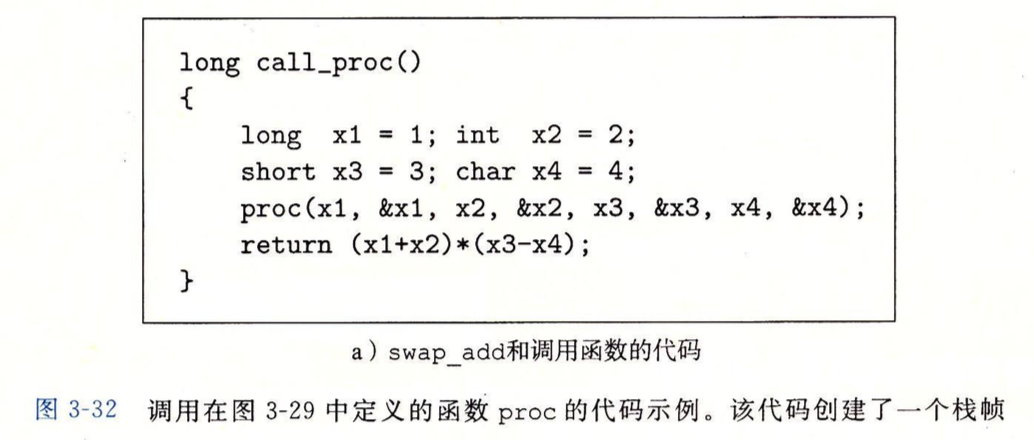 long call_proc()
{
    long  x1 = 1; int  x2 = 2;
    short x3 = 3; char x4 = 4;
    proc(x1, &x1, x2, &x2, x3, &x3, x4, &x4);
    return (x1+x2)*(x3-x4);
}
a）swap_add和调用函数的代码
图 3-32 调用在图 3-29 中定义的函数 proc 的代码示例。该代码创建了一个栈帧